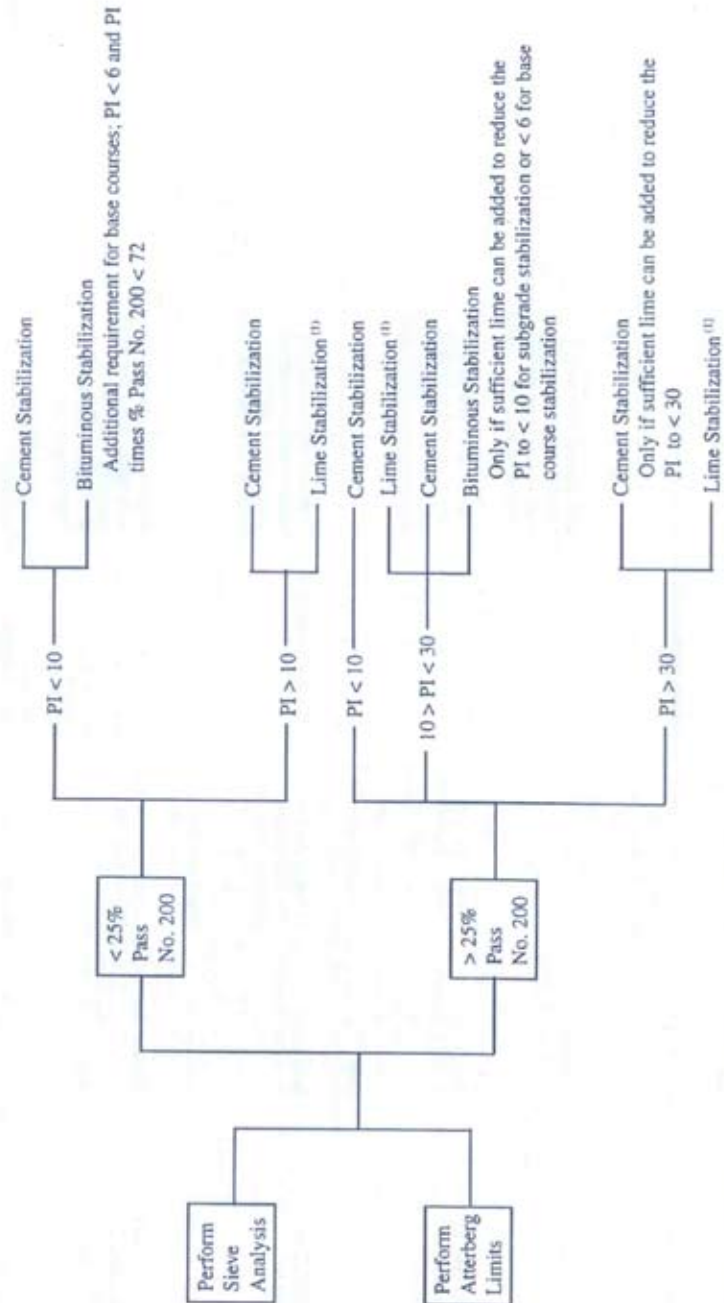 Perform
Sieve
Analysis
Perform
Atterberg
Limits
< 25%
Pass
No. 200
> 25%
Pass
No. 200
PI < 10
PI > 10
PI < 10
10 > PI < 30
PI > 30
Cement Stabilization
Bituminous Stabilization
Additional requirement for base courses; PI < 6 and PI
times % Pass No. 200 < 72
Cement Stabilization
Lime Stabilization (1)
Cement Stabilization
Lime Stabilization (1)
Cement Stabilization
Bituminous Stabilization
Only if sufficient lime can be added to reduce the
PI to < 10 for subgrade stabilization or < 6 for base
course stabilization
Cement Stabilization
Only if sufficient lime can be added to reduce the
PI to < 30
Lime Stabilization (1)